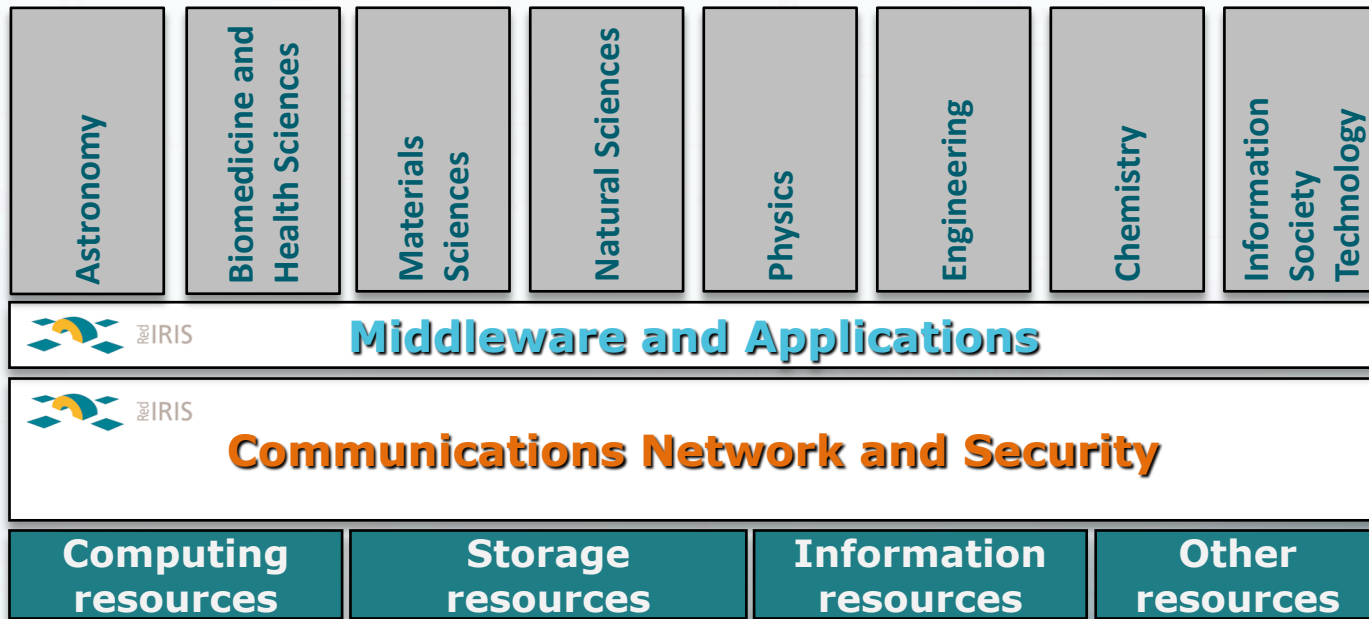 Astronomy
Biomedicine and
Health Sciences
Materials
Sciences
Natural Sciences
Physics
Engineering
Chemistry
Information
Society
Technology
Red IRIS
Middleware and Applications
Red IRIS
Communications Network and Security
Computing
resources
Storage
resources
Information
resources
Other
resources